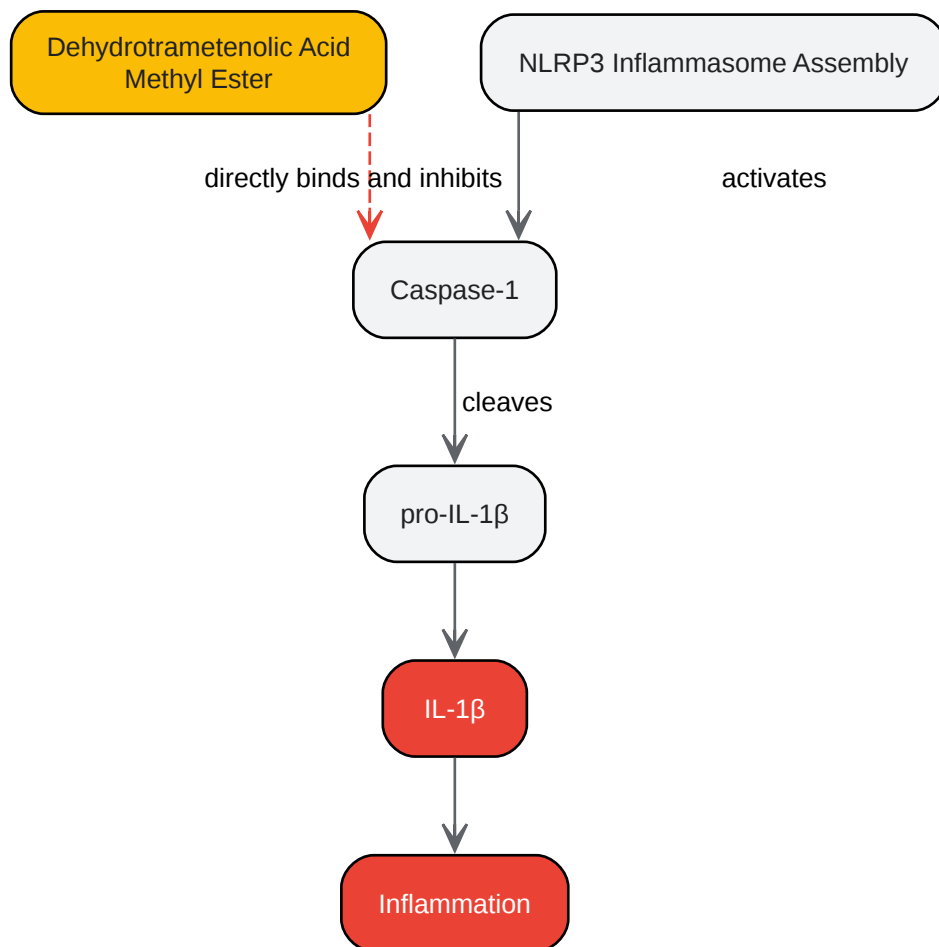 Dehydrotrametenolic Acid
Methyl Ester
NLRP3 Inflammasome Assembly
directly binds and inhibits
activates
Caspase-1
cleaves
pro-IL-1β
IL-1β
Inflammation